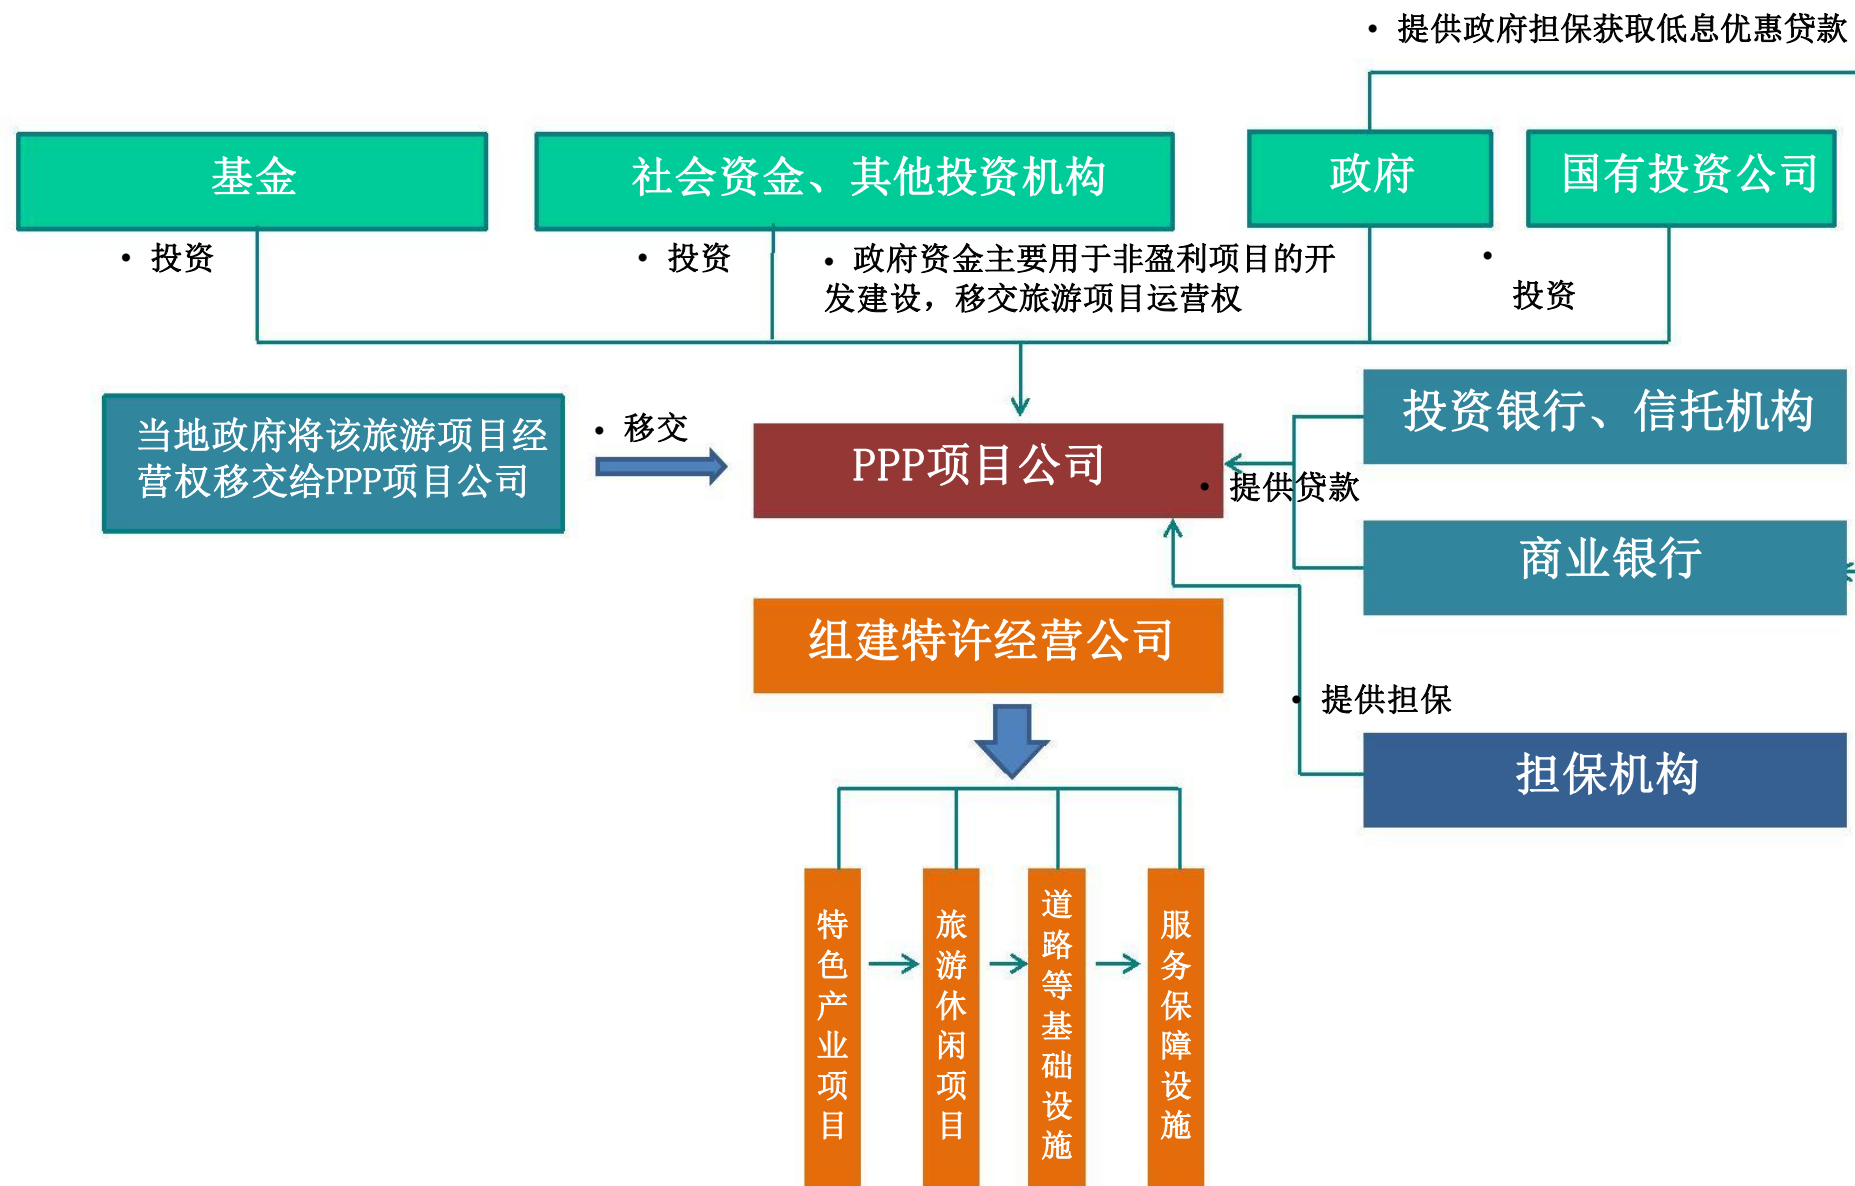 • 提供政府担保获取低息优惠贷款
基金
社会资金、其他投资机构
政府
国有投资公司
• 投资
• 投资
• 政府资金主要用于非盈利项目的开
发建设，移交旅游项目运营权
•
投资
当地政府将该旅游项目经
营权移交给PPP项目公司
• 移交
PPP项目公司
• 提供贷款
投资银行、信托机构
商业银行
组建特许经营公司
• 提供担保
担保机构
特色产业项目
旅游休闲项目
道路等基础设施
服务保障设施